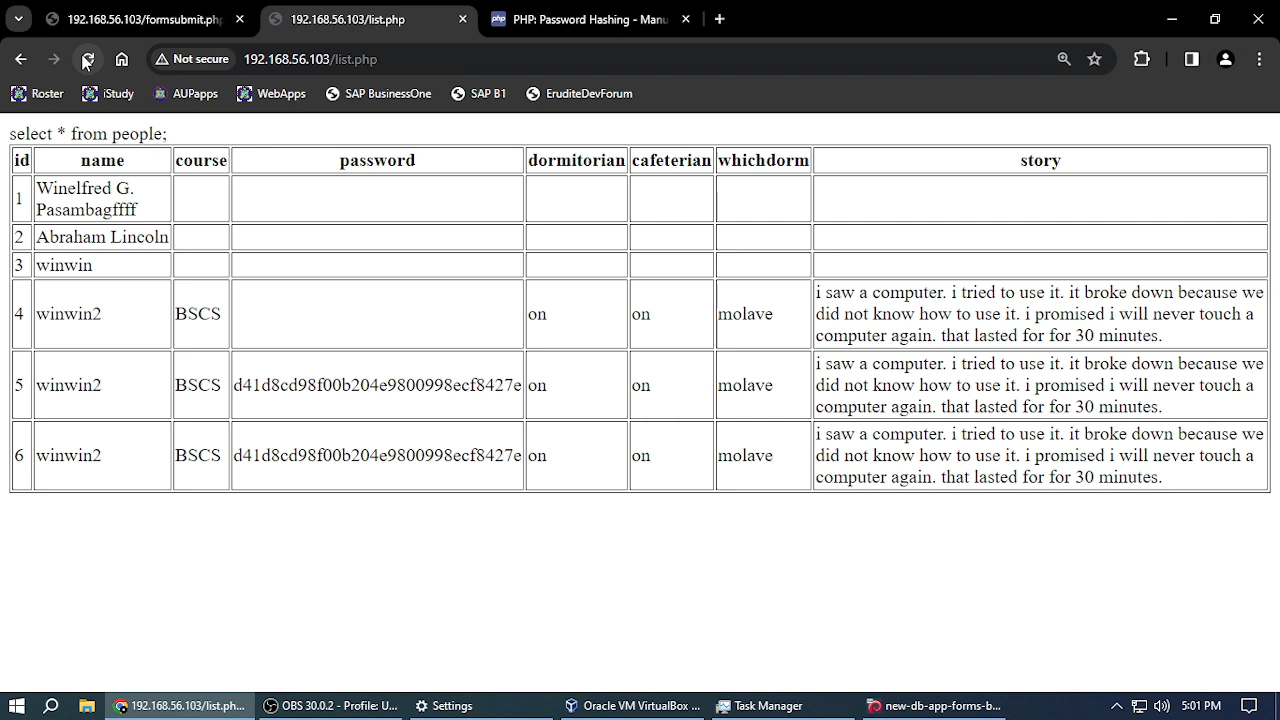 192.168.56.103/formsubmit.php
192.168.56.103/list.php
PHP: Password Hashing - Manu
Not secure
192.168.56.103/list.php
Roster
iStudy
AUPapps
WebApps
SAP BusinessOne
SAP B1
EruditeDevForum
select * from people;
id name course password dormitorian cafeterian whichdorm story
1 Winelfred G.
Pasambagffff
2 Abraham Lincoln
3 winwin
i saw a computer. i tried to use it. it broke down because we
4 winwin2 BSCS on on molave did not know how to use it. i promised i will never touch a
computer again. that lasted for for 30 minutes.
i saw a computer. i tried to use it. it broke down because we
5 winwin2 BSCS d41d8cd98f00b204e9800998ecf8427e on on molave did not know how to use it. i promised i will never touch a
computer again. that lasted for for 30 minutes.
i saw a computer. i tried to use it. it broke down because we
6 winwin2 BSCS d41d8cd98f00b204e9800998ecf8427e on on molave did not know how to use it. i promised i will never touch a
computer again. that lasted for for 30 minutes.
192.168.56.103/list.ph...
OBS 30.0.2 - Profile: U...
Settings
Oracle VM VirtualBox ...
Task Manager
new-db-app-forms-b...
5:01 PM